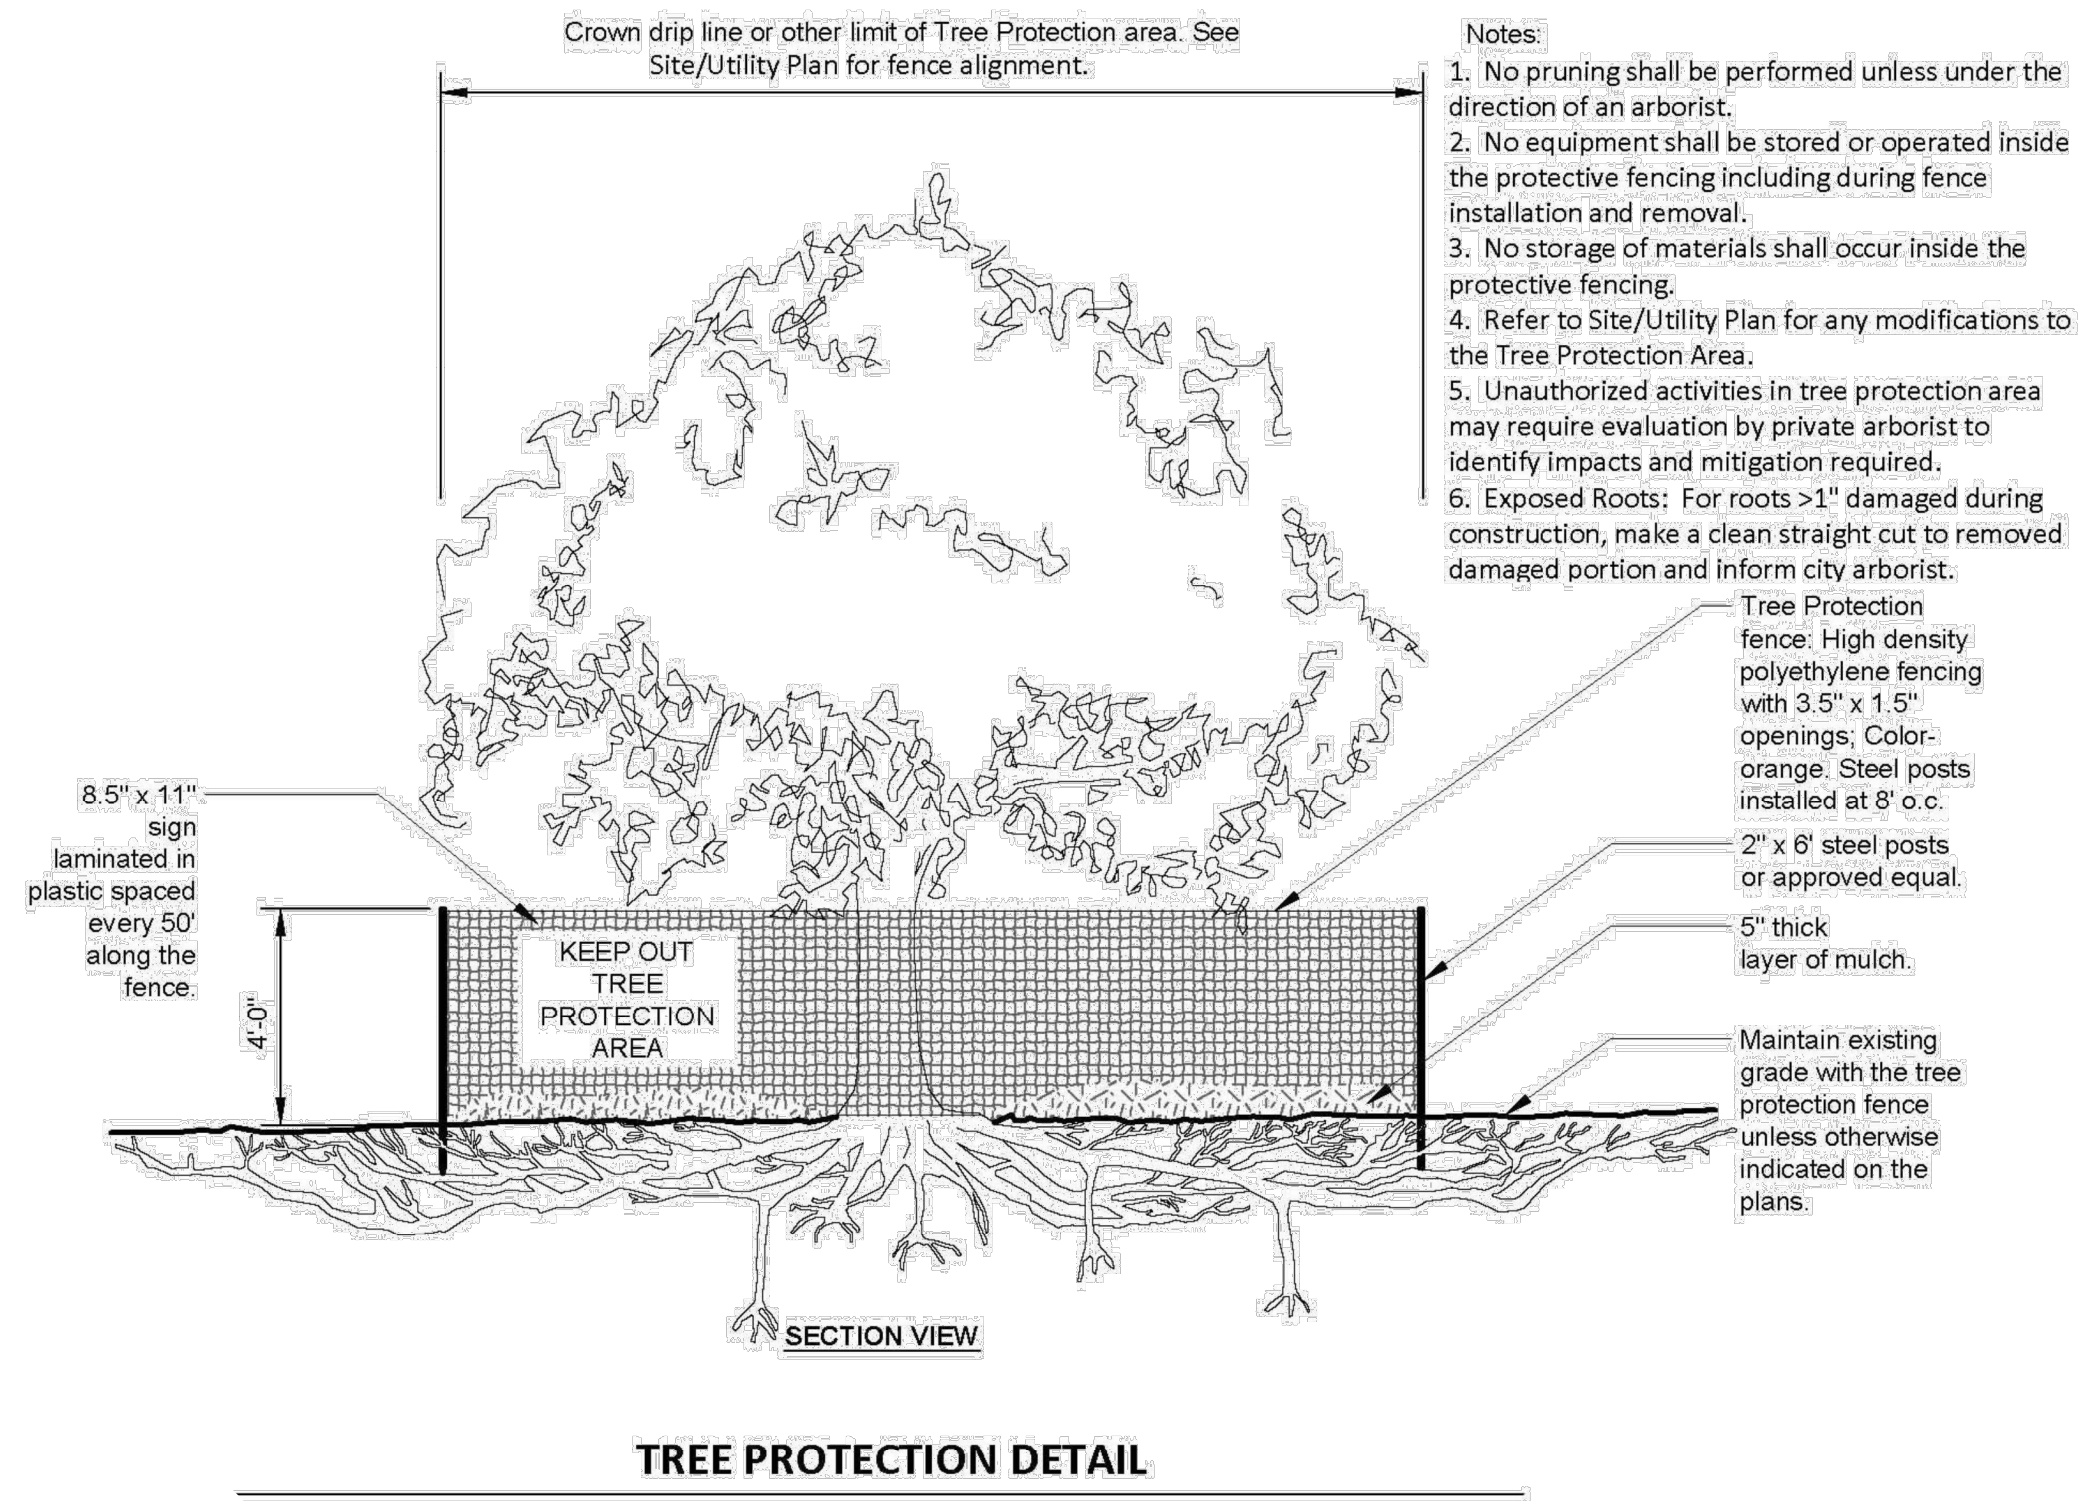 Crown drip line or other limit of Tree Protection area. See
Site/Utility Plan for fence alignment.
Notes:
1. No pruning shall be performed unless under the
direction of an arborist.
2. No equipment shall be stored or operated inside
the protective fencing including during fence
installation and removal.
3. No storage of materials shall occur inside the
protective fencing.
4. Refer to Site/Utility Plan for any modifications to
the Tree Protection Area.
5. Unauthorized activities in tree protection area
may require evaluation by private arborist to
identify impacts and mitigation required.
6. Exposed Roots: For roots >1" damaged during
construction, make a clean straight cut to removed
damaged portion and inform city arborist.
Tree Protection
fence: High density
polyethylene fencing
with 3.5" x 1.5"
openings; Color-
orange. Steel posts
installed at 8' o.c.
2" x 6' steel posts
or approved equal.
5" thick
layer of mulch.
Maintain existing
grade with the tree
protection fence
unless otherwise
indicated on the
plans.
8.5" x 11"
sign
laminated in
plastic spaced
every 50'
along the
fence.
4'-0"
KEEP OUT
TREE
PROTECTION
AREA
SECTION VIEW
TREE PROTECTION DETAIL